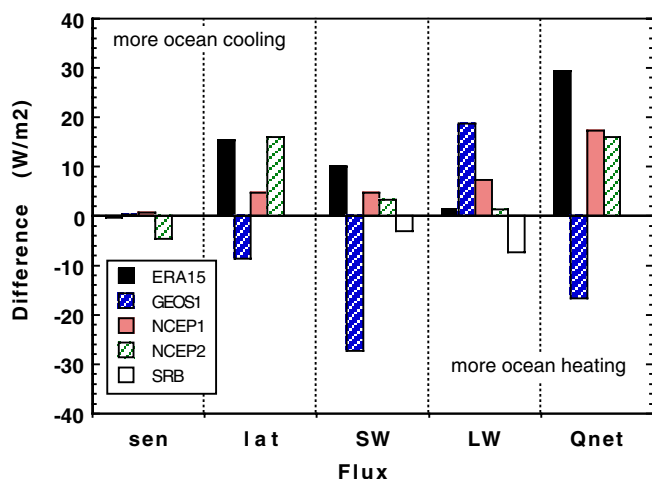 40
30
20
10
0
-10
-20
-30
-40
Difference (W/m2)
more ocean cooling
more ocean heating
ERA15
GEOS1
NCEP1
NCEP2
SRB
sen lat SW LW Qnet
Flux